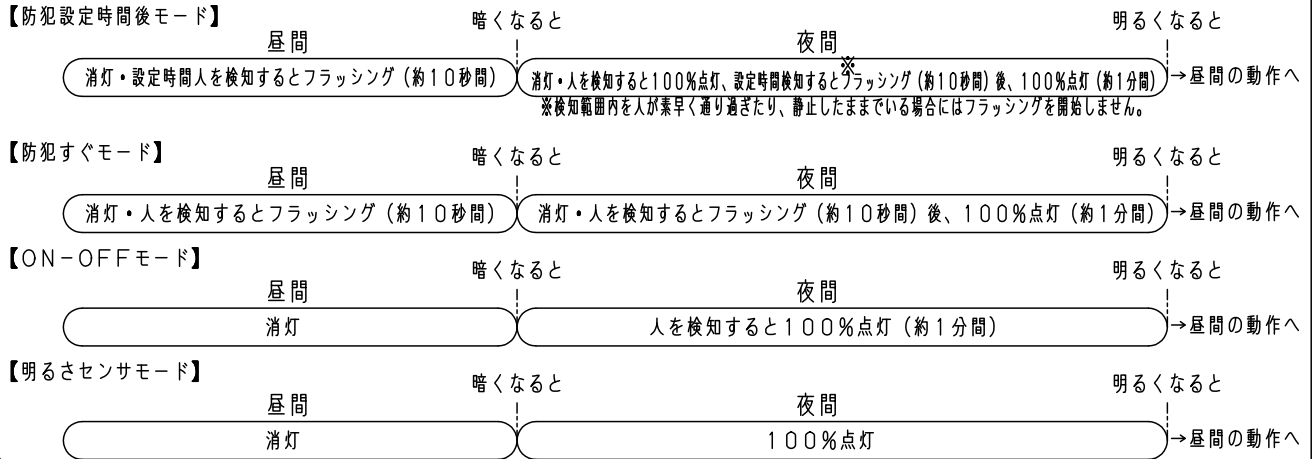 【防犯設定時間後モード】
暗くなると
明るくなると
昼間
夜間
※
消灯・設定時間人を検知するとフラッシング(約10秒間)
消灯・人を検知すると100%点灯、設定時間検知するとフラッシング(約10秒間)後、100%点灯(約1分間)
→昼間の動作へ
※検知範囲内を人が素早く通り過ぎたり、静止したままでいる場合にはフラッシングを開始しません。
【防犯すぐモード】
暗くなると
明るくなると
昼間
夜間
消灯・人を検知するとフラッシング(約10秒間)
消灯・人を検知するとフラッシング(約10秒間)後、100%点灯(約1分間)
→昼間の動作へ
【ON-OFFモード】
暗くなると
明るくなると
昼間
夜間
消灯
人を検知すると100%点灯(約1分間)
→昼間の動作へ
【明るさセンサモード】
暗くなると
明るくなると
昼間
夜間
消灯
100%点灯
→昼間の動作へ